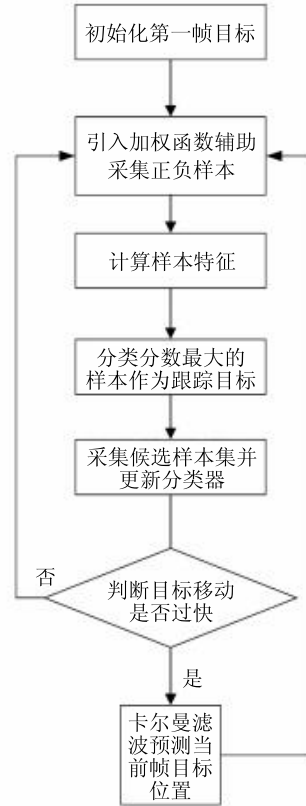 初始化第一帧目标
引入加权函数辅助
采集正负样本
计算样本特征
分类分数最大的
样本作为跟踪目标
采集候选样本集并
更新分类器
否
判断目标移动
是否过快
是
卡尔曼滤
波预测当
前帧目标
位置